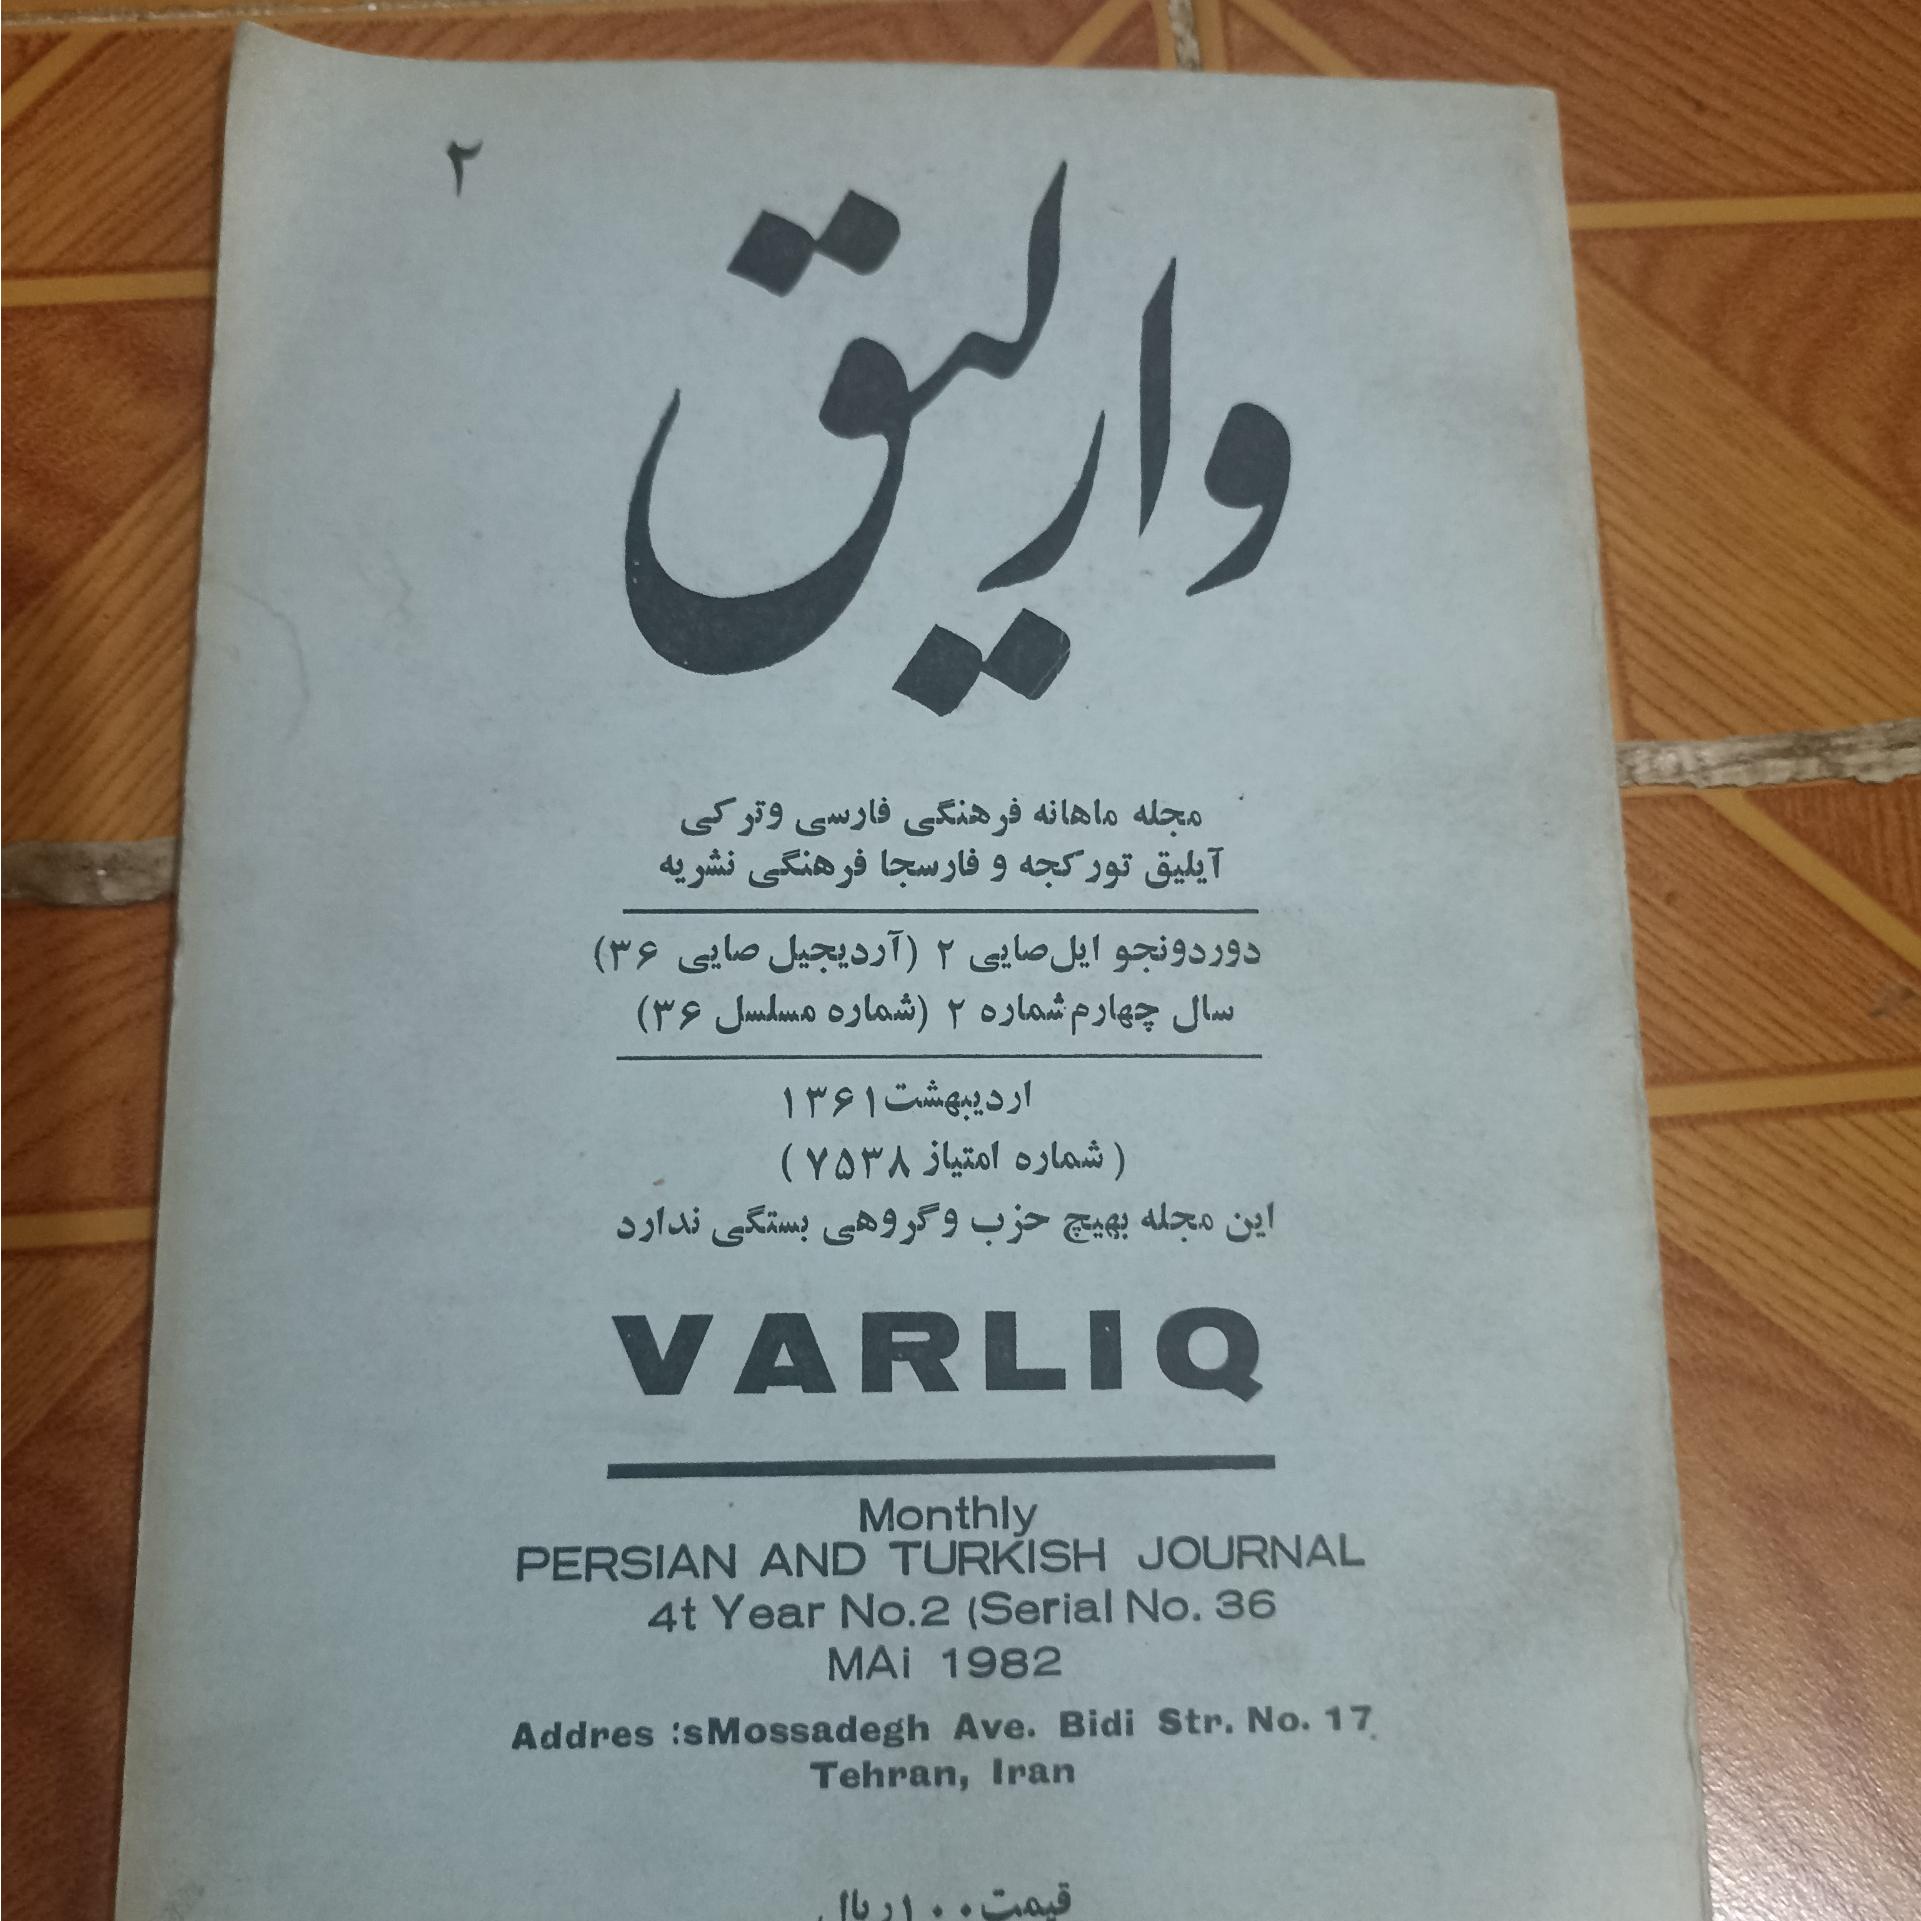 ۲
وارلیق
مجله ماهانه فرهنگی فارسی وترکی
آیلیق تورکجه و فارسجا فرهنگی نشریه
دوردونجو ایل‌صایی ۲ (آردیجیل صایی ۳۶)
سال چهارم شماره ۲ (شماره مسلسل ۳۶)
اردیبهشت۱۳۶۱
(شماره امتیاز ۷۵۳۸)
این مجله بهیچ حزب وگروهی بستگی ندارد
VARLIQ
Monthly
PERSIAN AND TURKISH JOURNAL
4t Year No.2 (Serial No. 36
MAi 1982
Addres :sMossadegh Ave. Bidi Str. No. 17
Tehran, Iran
قیمت۱۰۰ریال